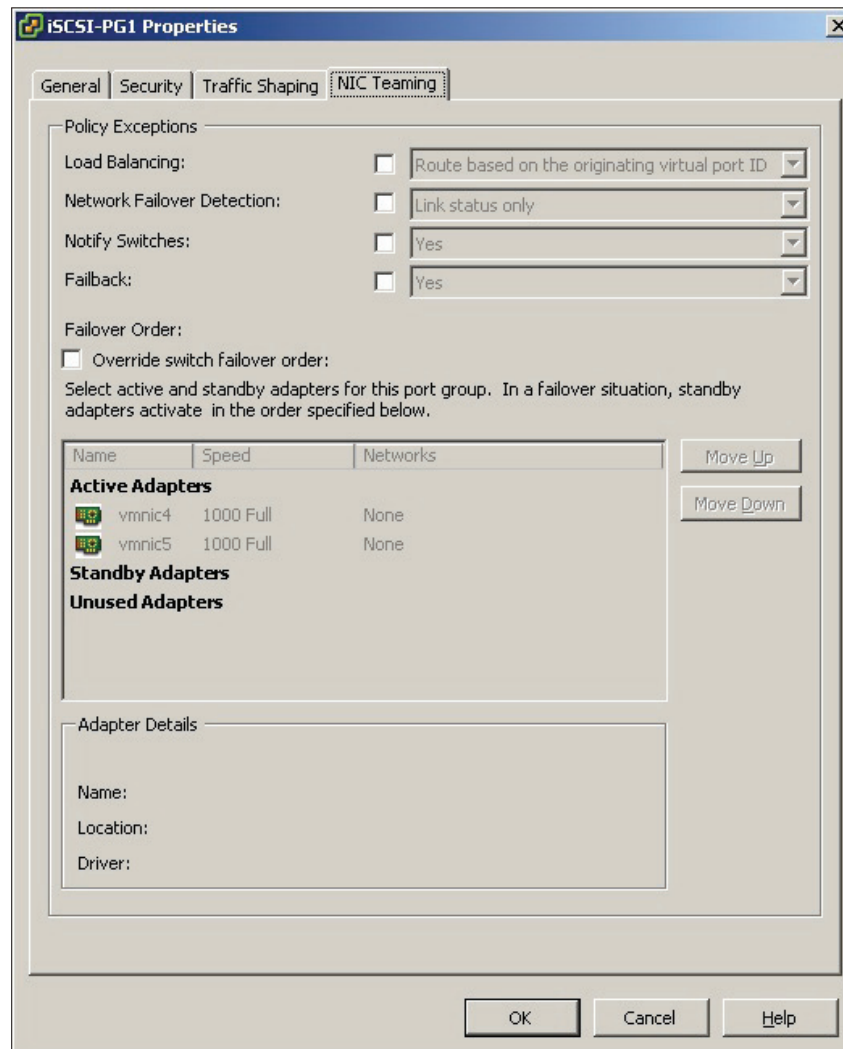 iSCSI-PG1 Properties
General Security Traffic Shaping NIC Teaming
Policy Exceptions
Load Balancing: Route based on the originating virtual port ID
Network Failover Detection: Link status only
Notify Switches: Yes
Failback: Yes
Failover Order:
Override switch failover order:
Select active and standby adapters for this port group. In a failover situation, standby
adapters activate in the order specified below.
Name Speed Networks Move Up
Active Adapters
vmnic4 1000 Full None Move Down
vmnic5 1000 Full None
Standby Adapters
Unused Adapters
Adapter Details
Name:
Location:
Driver:
OK Cancel Help